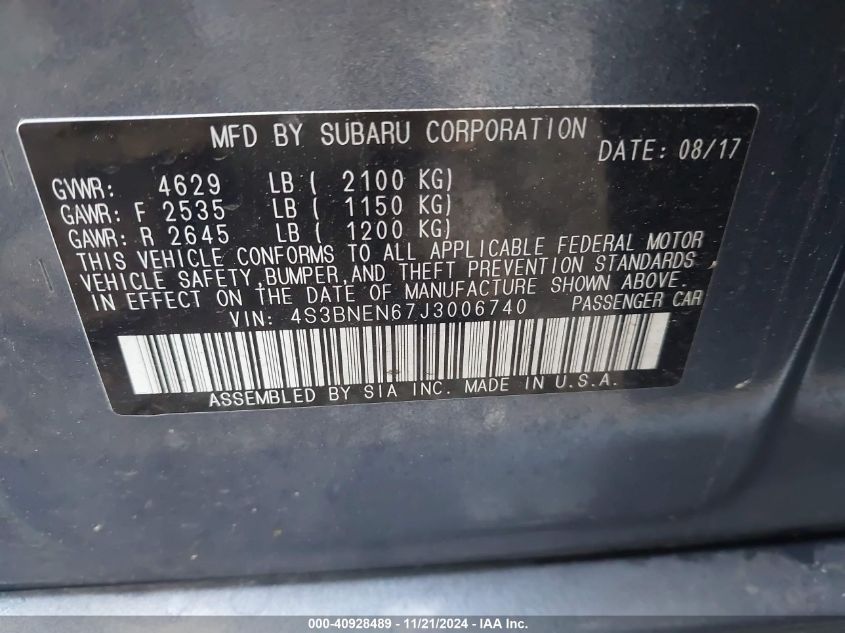 MFD BY SUBARU CORPORATION
DATE: 08/17
GVWR: 4629 LB ( 2100 KG)
GAWR: F 2535 LB ( 1150 KG)
GAWR: R 2645 LB ( 1200 KG)
THIS VEHICLE CONFORMS TO ALL APPLICABLE FEDERAL MOTOR
VEHICLE SAFETY,BUMPER,AND THEFT PREVENTION STANDARDS
IN EFFECT ON THE DATE OF MANUFACTURE SHOWN ABOVE.
VIN: 4S3BNEN67J3006740 PASSENGER CAR
ASSEMBLED BY SIA INC. MADE IN U.S.A.
000-40928489 - 11/21/2024 - IAA Inc.